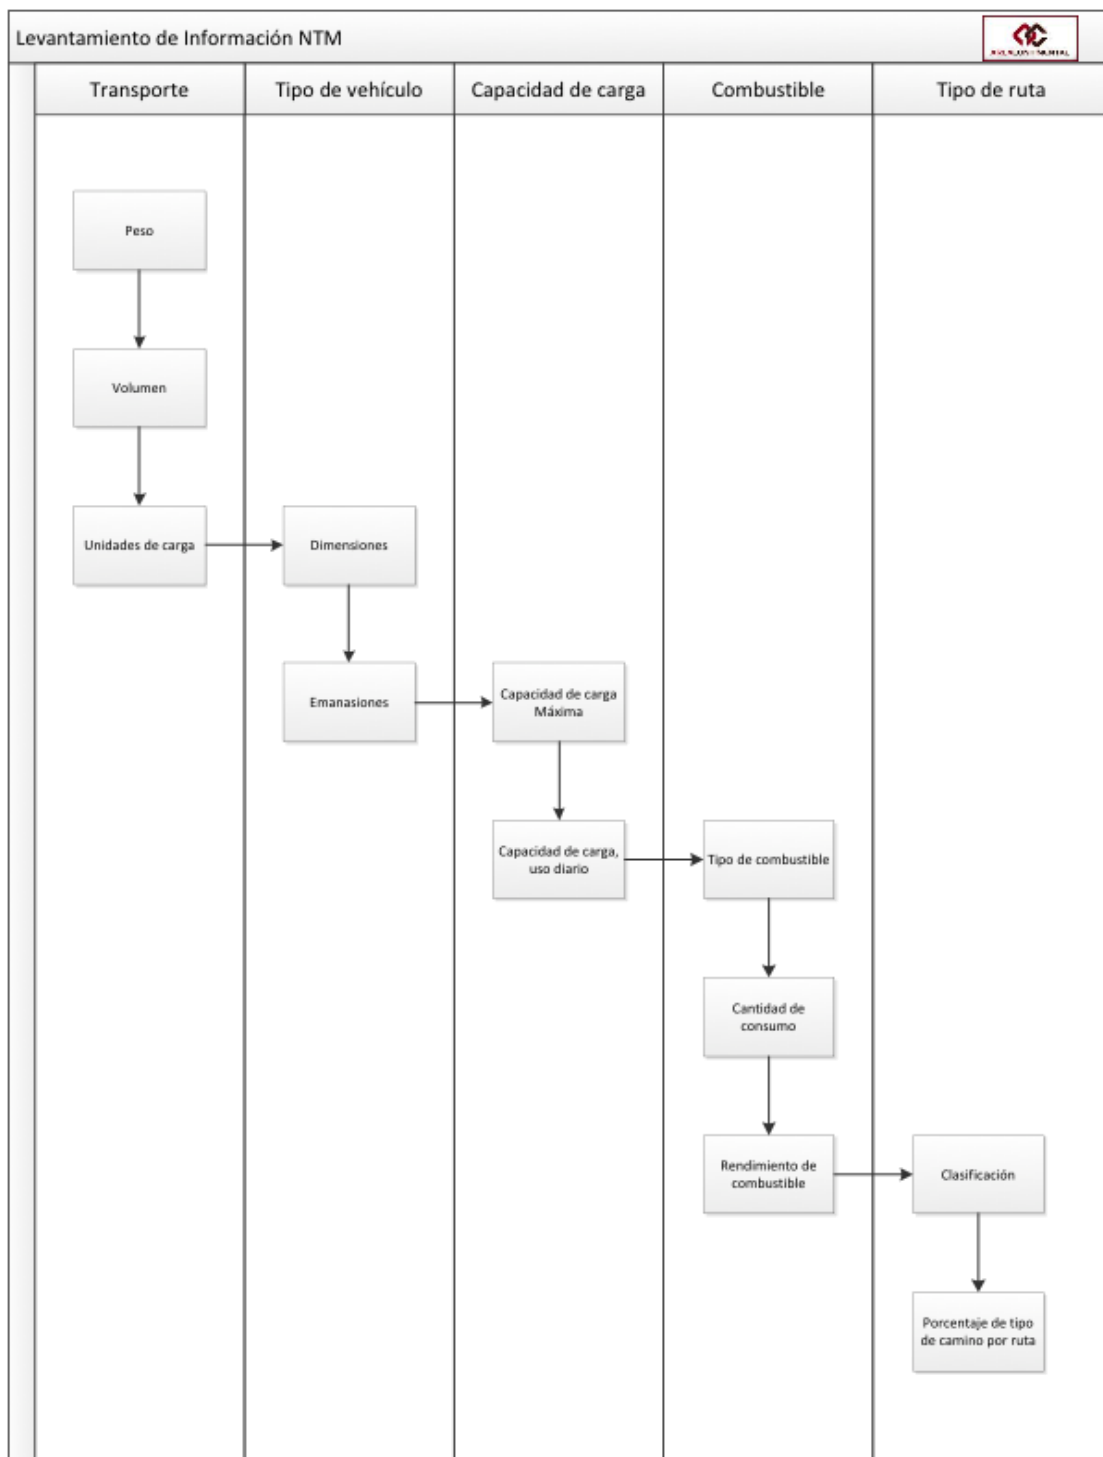 Levantamiento de Información NTM
Transporte
Tipo de vehículo
Capacidad de carga
Combustible
Tipo de ruta
Peso
Volumen
Unidades de carga
Dimensiones
Emanasiones
Capacidad de carga
Máxima
Capacidad de carga,
uso diario
Tipo de combustible
Cantidad de
consumo
Rendimiento de
combustible
Clasificación
Porcentaje de tipo
de camino por ruta